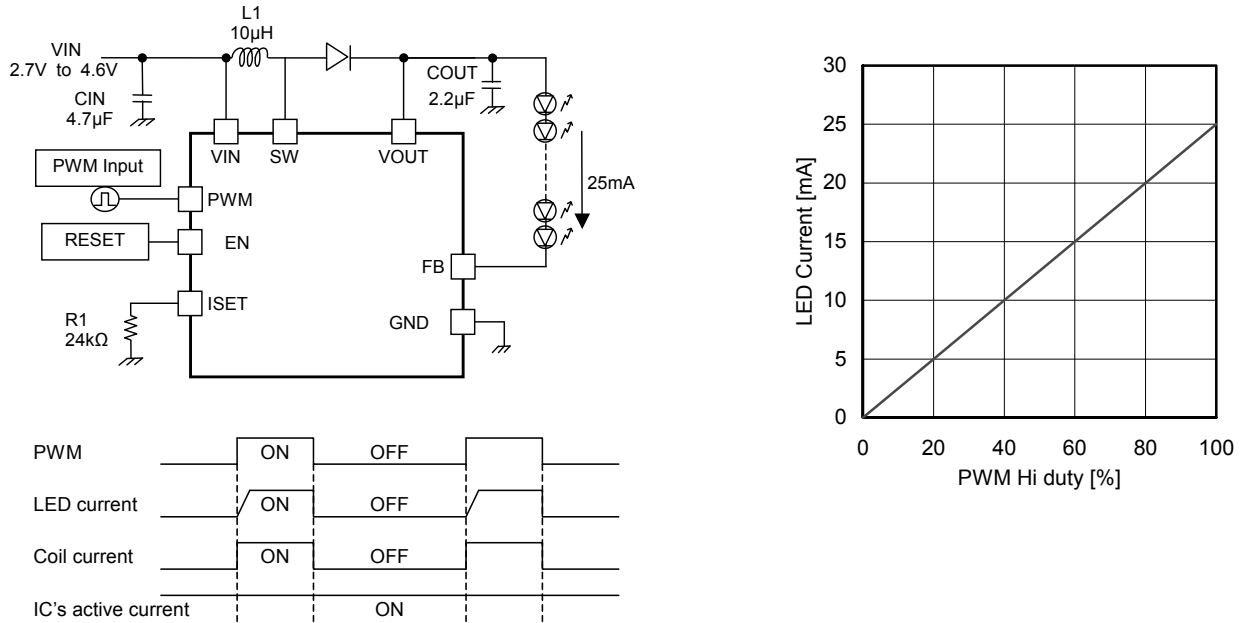 L1
10µH
VIN
2.7V to 4.6V
CIN
4.7µF
COUT
2.2µF
VIN
SW
VOUT
PWM Input
PWM
RESET
EN
ISET
R1
24kΩ
FB
GND
25mA
PWM
ON
OFF
LED current
ON
OFF
Coil current
ON
OFF
IC's active current
ON
LED Current [mA]
30
25
20
15
10
5
0
0 20 40 60 80 100
PWM Hi duty [%]